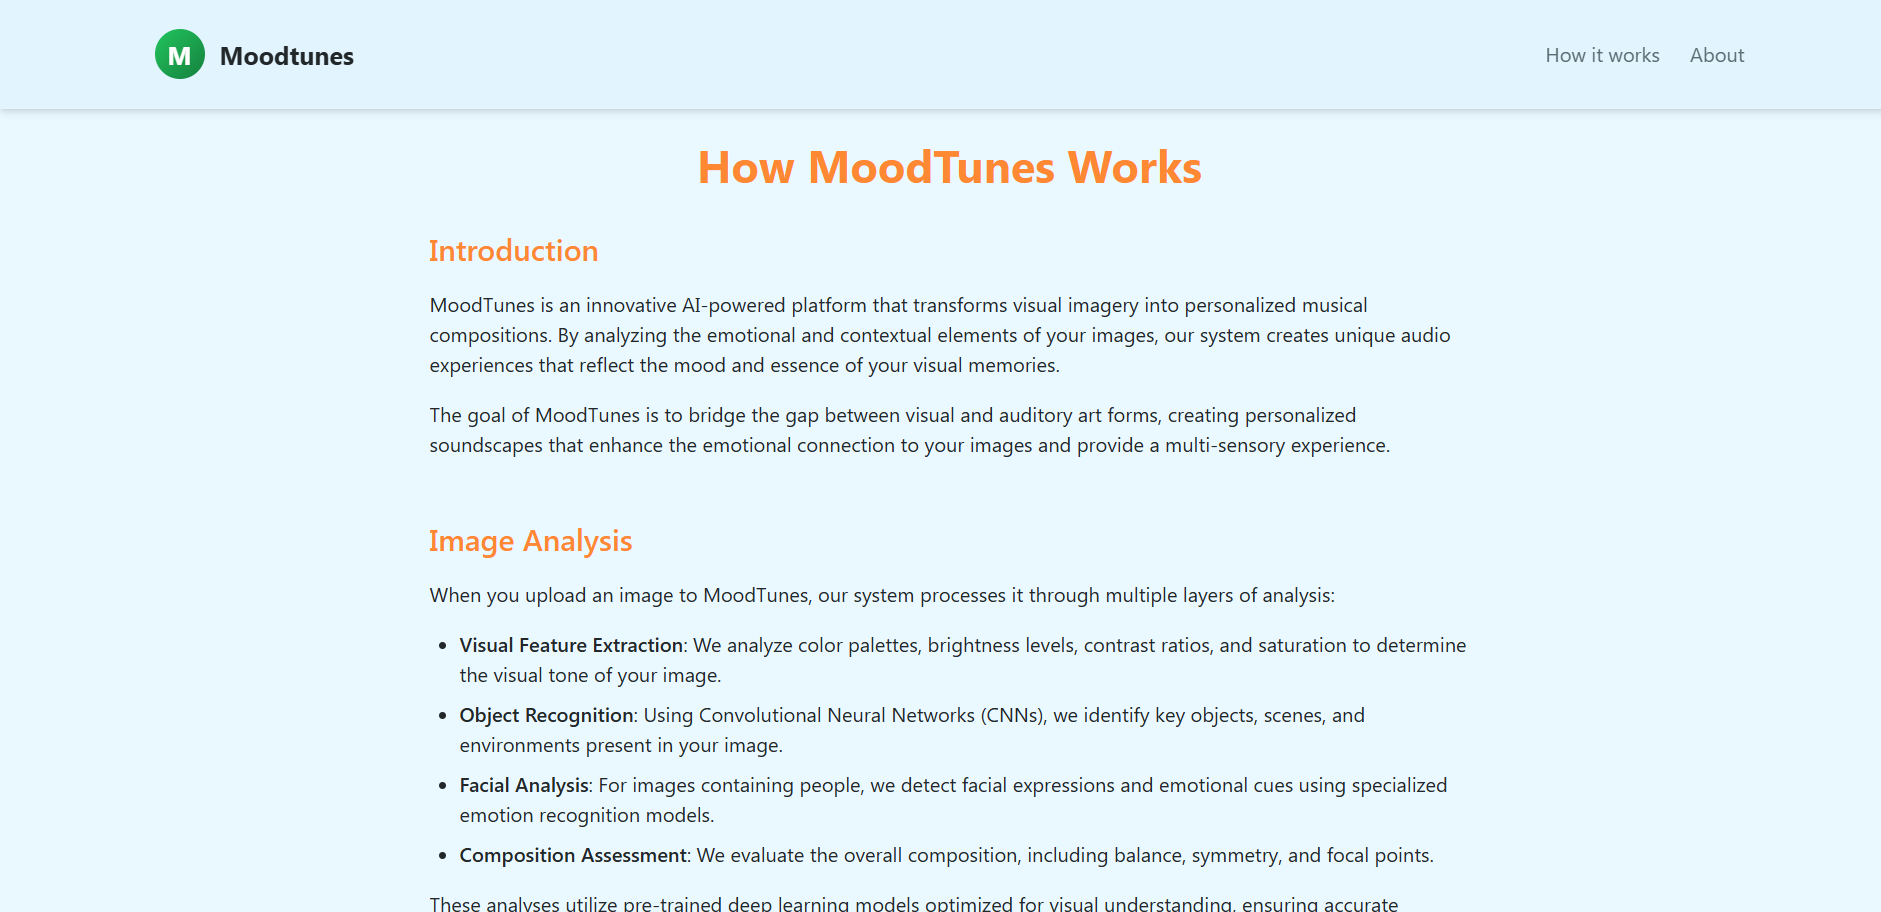 M
Moodtunes
How it works
About
How MoodTunes Works
Introduction
MoodTunes is an innovative AI-powered platform that transforms visual imagery into personalized musical
compositions. By analyzing the emotional and contextual elements of your images, our system creates unique audio
experiences that reflect the mood and essence of your visual memories.
The goal of MoodTunes is to bridge the gap between visual and auditory art forms, creating personalized
soundscapes that enhance the emotional connection to your images and provide a multi-sensory experience.
Image Analysis
When you upload an image to MoodTunes, our system processes it through multiple layers of analysis:
• Visual Feature Extraction: We analyze color palettes, brightness levels, contrast ratios, and saturation to determine
the visual tone of your image.
• Object Recognition: Using Convolutional Neural Networks (CNNs), we identify key objects, scenes, and
environments present in your image.
• Facial Analysis: For images containing people, we detect facial expressions and emotional cues using specialized
emotion recognition models.
• Composition Assessment: We evaluate the overall composition, including balance, symmetry, and focal points.
These analyses utilize pre-trained deep learning models optimized for visual understanding, ensuring accurate